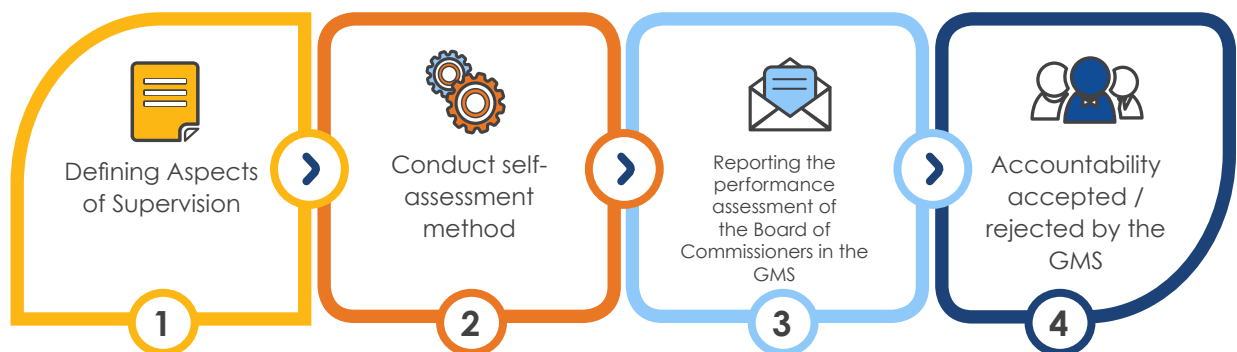 Defining Aspects
of Supervision
1
Conduct self-
assessment
method
2
Reporting the
performance
assessment of
the Board of
Commissioners in the
GMS
3
Accountability
accepted /
rejected by the
GMS
4